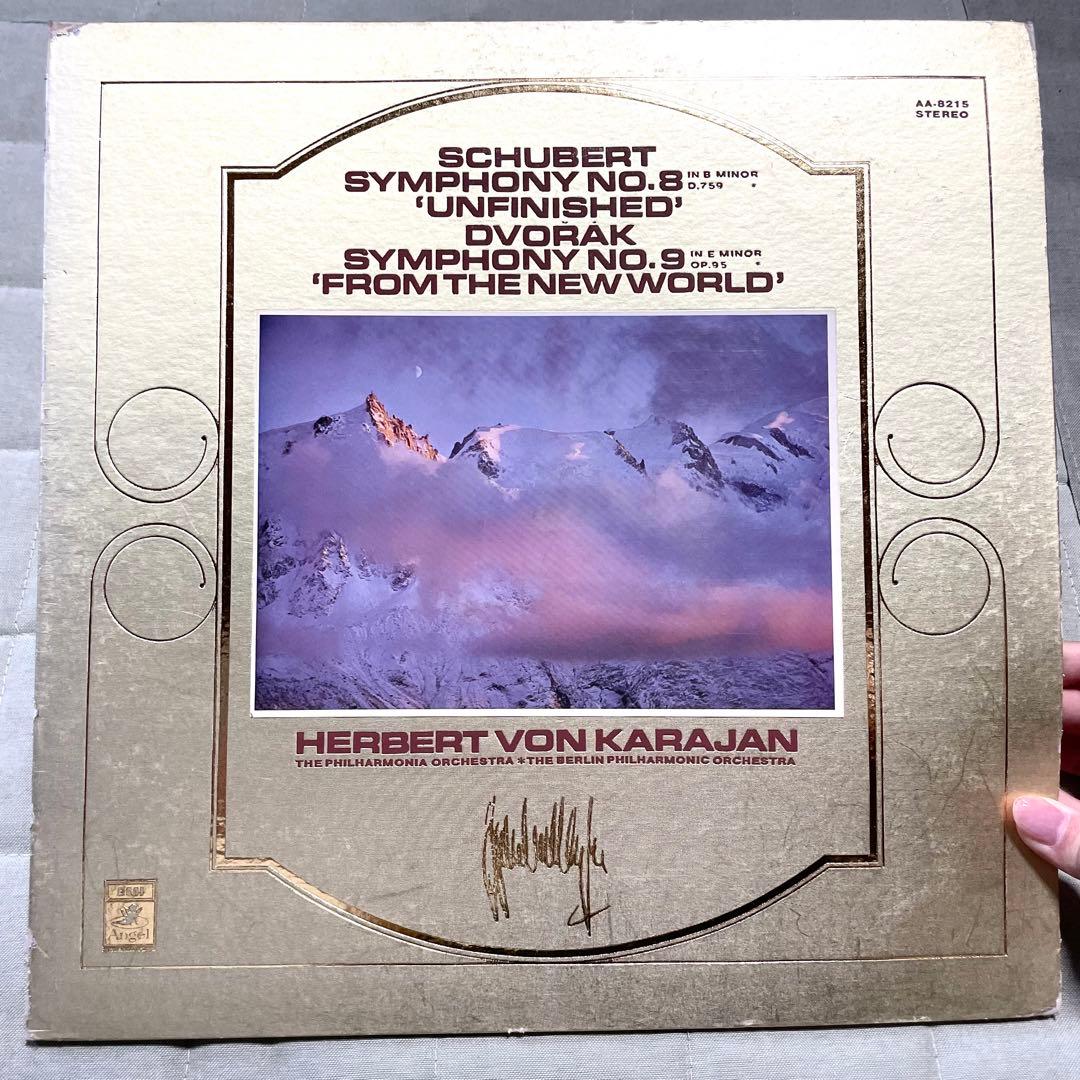 AA-8215
STEREO
SCHUBERT
SYMPHONY NO.8 IN B MINOR D.759 *
‘UNFINISHED’
DVOŘÁK
SYMPHONY NO.9 IN E MINOR OP.95 *
‘FROM THE NEW WORLD’
HERBERT VON KARAJAN
THE PHILHARMONIA ORCHESTRA *THE BERLIN PHILHARMONIC ORCHESTRA
Angel